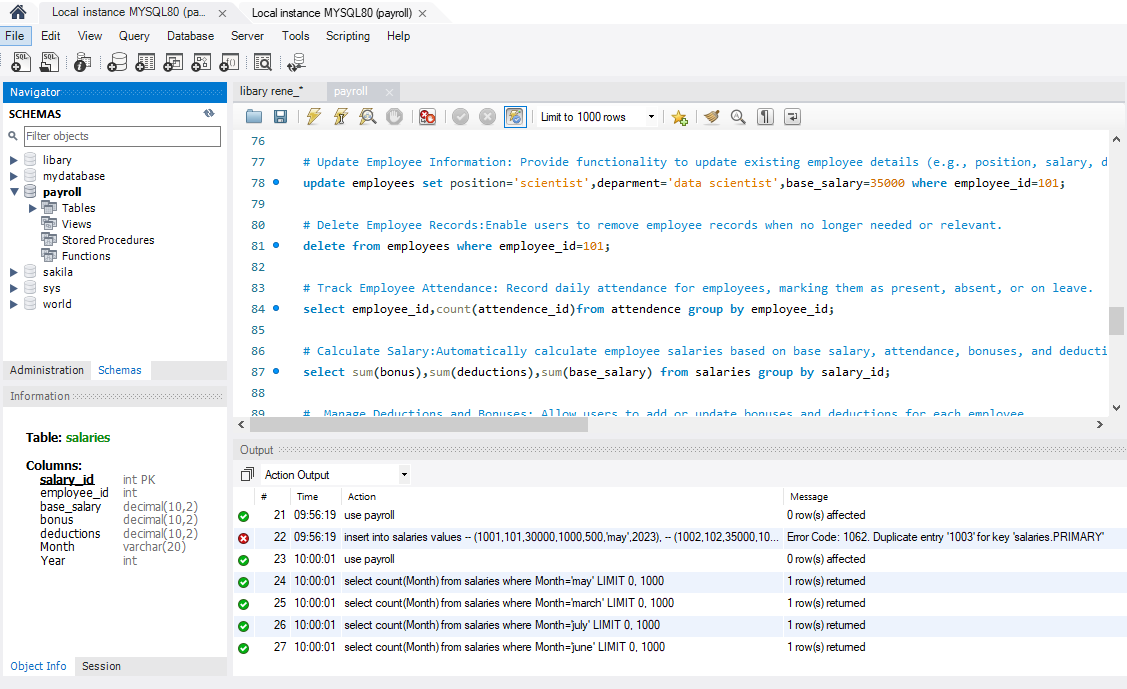 Local instance MYSQL80 (pa...
Local instance MYSQL80 (payroll)
File Edit View Query Database Server Tools Scripting Help
Navigator
SCHEMAS
Filter objects
libary
mydatabase
payroll
Tables
Views
Stored Procedures
Functions
sakila
sys
world
Administration Schemas
Information
Table: salaries
Columns:
salary_id int PK
employee_id int
base_salary decimal(10,2)
bonus decimal(10,2)
deductions decimal(10,2)
Month varchar(20)
Year int
Object Info Session
libary rene_* payroll
Limit to 1000 rows
76
77 # Update Employee Information: Provide functionality to update existing employee details (e.g., position, salary, d
78 update employees set position='scientist',deparment='data scientist',base_salary=35000 where employee_id=101;
79
80 # Delete Employee Records:Enable users to remove employee records when no longer needed or relevant.
81 delete from employees where employee_id=101;
82
83 # Track Employee Attendance: Record daily attendance for employees, marking them as present, absent, or on leave.
84 select employee_id,count(attendence_id)from attendence group by employee_id;
85
86 # Calculate Salary:Automatically calculate employee salaries based on base salary, attendance, bonuses, and deducti
87 select sum(bonus),sum(deductions),sum(base_salary) from salaries group by salary_id;
88
89 # Manage Deductions and Bonuses: Allow users to add or update bonuses and deductions for each employee
Output
Action Output
# Time Action Message
21 09:56:19 use payroll 0 row(s) affected
22 09:56:19 insert into salaries values -- (1001,101,30000,1000,500,'may',2023), -- (1002,102,35000,10... Error Code: 1062. Duplicate entry '1003' for key 'salaries.PRIMARY'
23 10:00:01 use payroll 0 row(s) affected
24 10:00:01 select count(Month) from salaries where Month='may' LIMIT 0, 1000 1 row(s) returned
25 10:00:01 select count(Month) from salaries where Month='march' LIMIT 0, 1000 1 row(s) returned
26 10:00:01 select count(Month) from salaries where Month='july' LIMIT 0, 1000 1 row(s) returned
27 10:00:01 select count(Month) from salaries where Month='june' LIMIT 0, 1000 1 row(s) returned